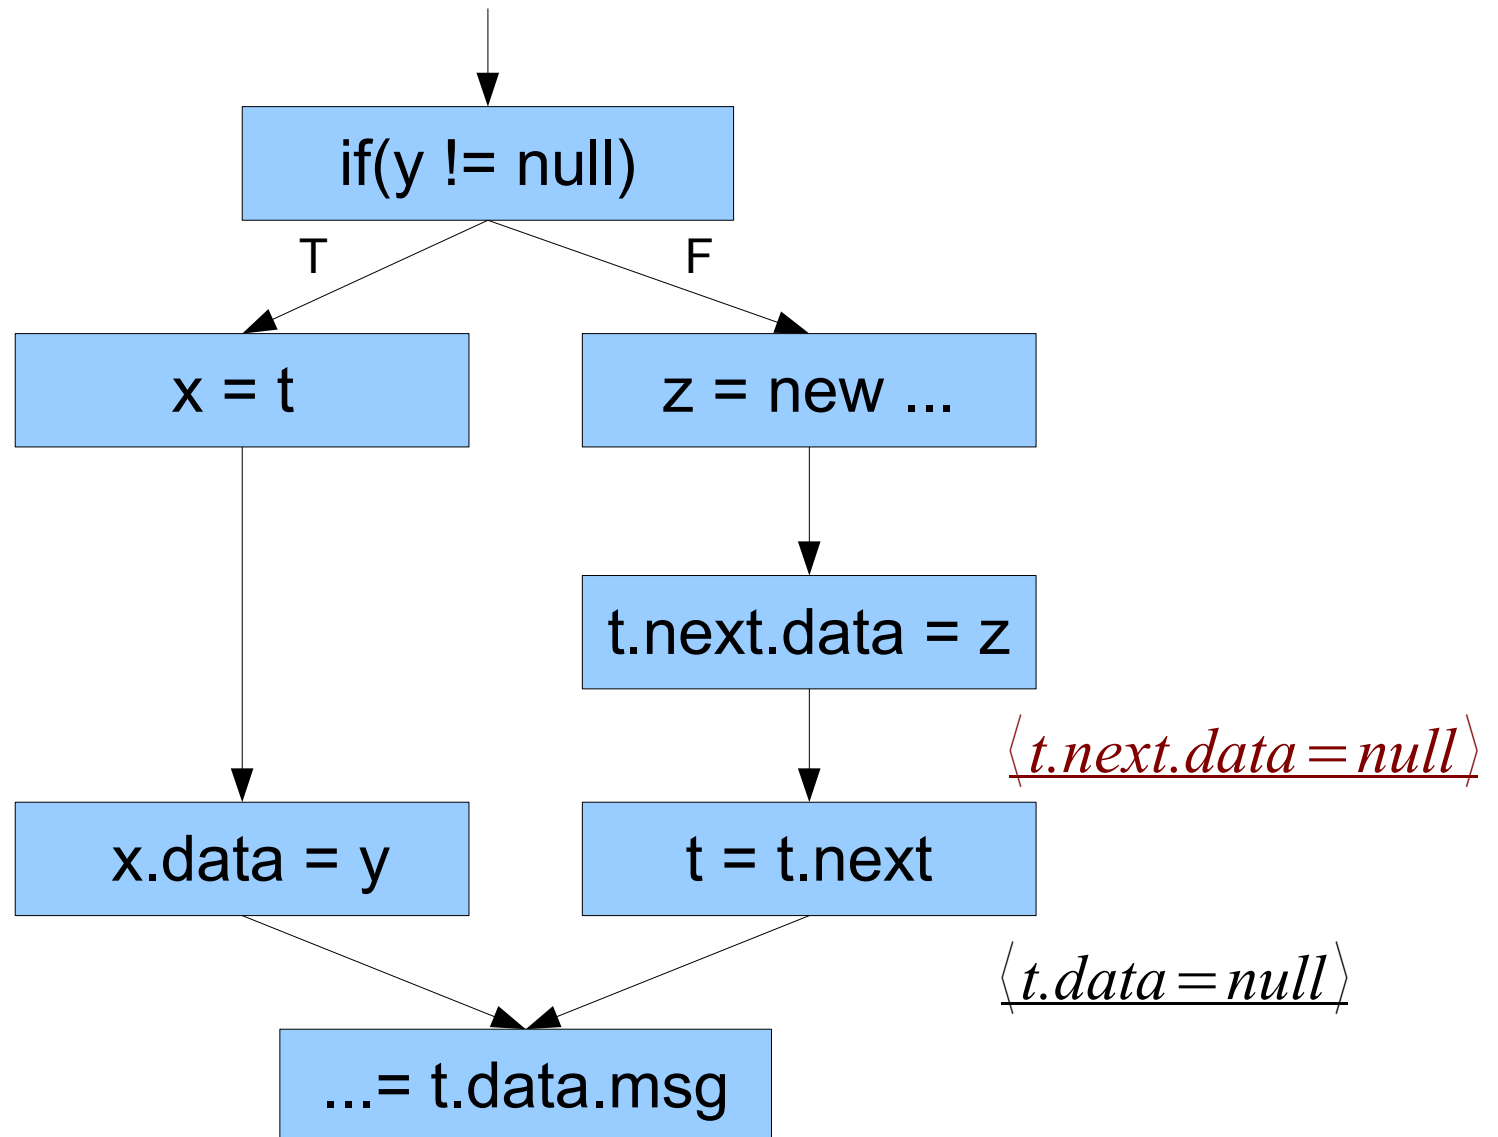 if(y != null)
T
F
x = t
z = new ...
t.next.data = z
⟨t.next.data=null⟩
x.data = y
t = t.next
⟨t.data=null⟩
...= t.data.msg